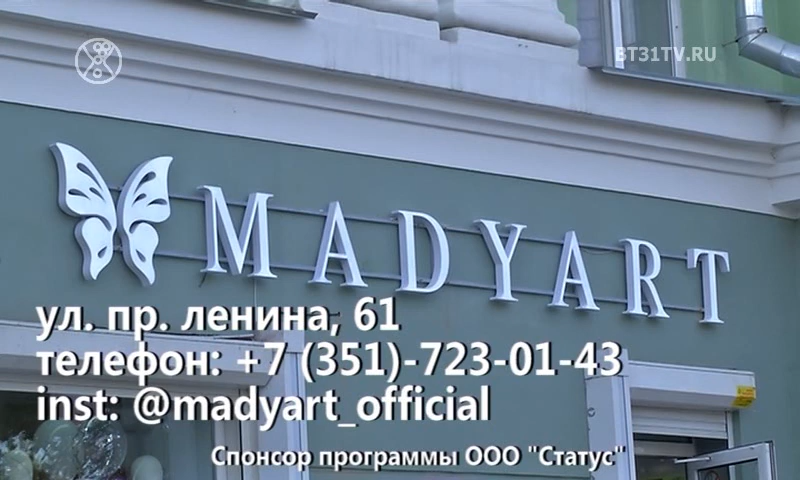 BT31TV.RU
MADYART
ул. пр. ленина, 61
телефон: +7 (351)-723-01-43
inst: @madyart_official
Спонсор программы ООО "Статус"